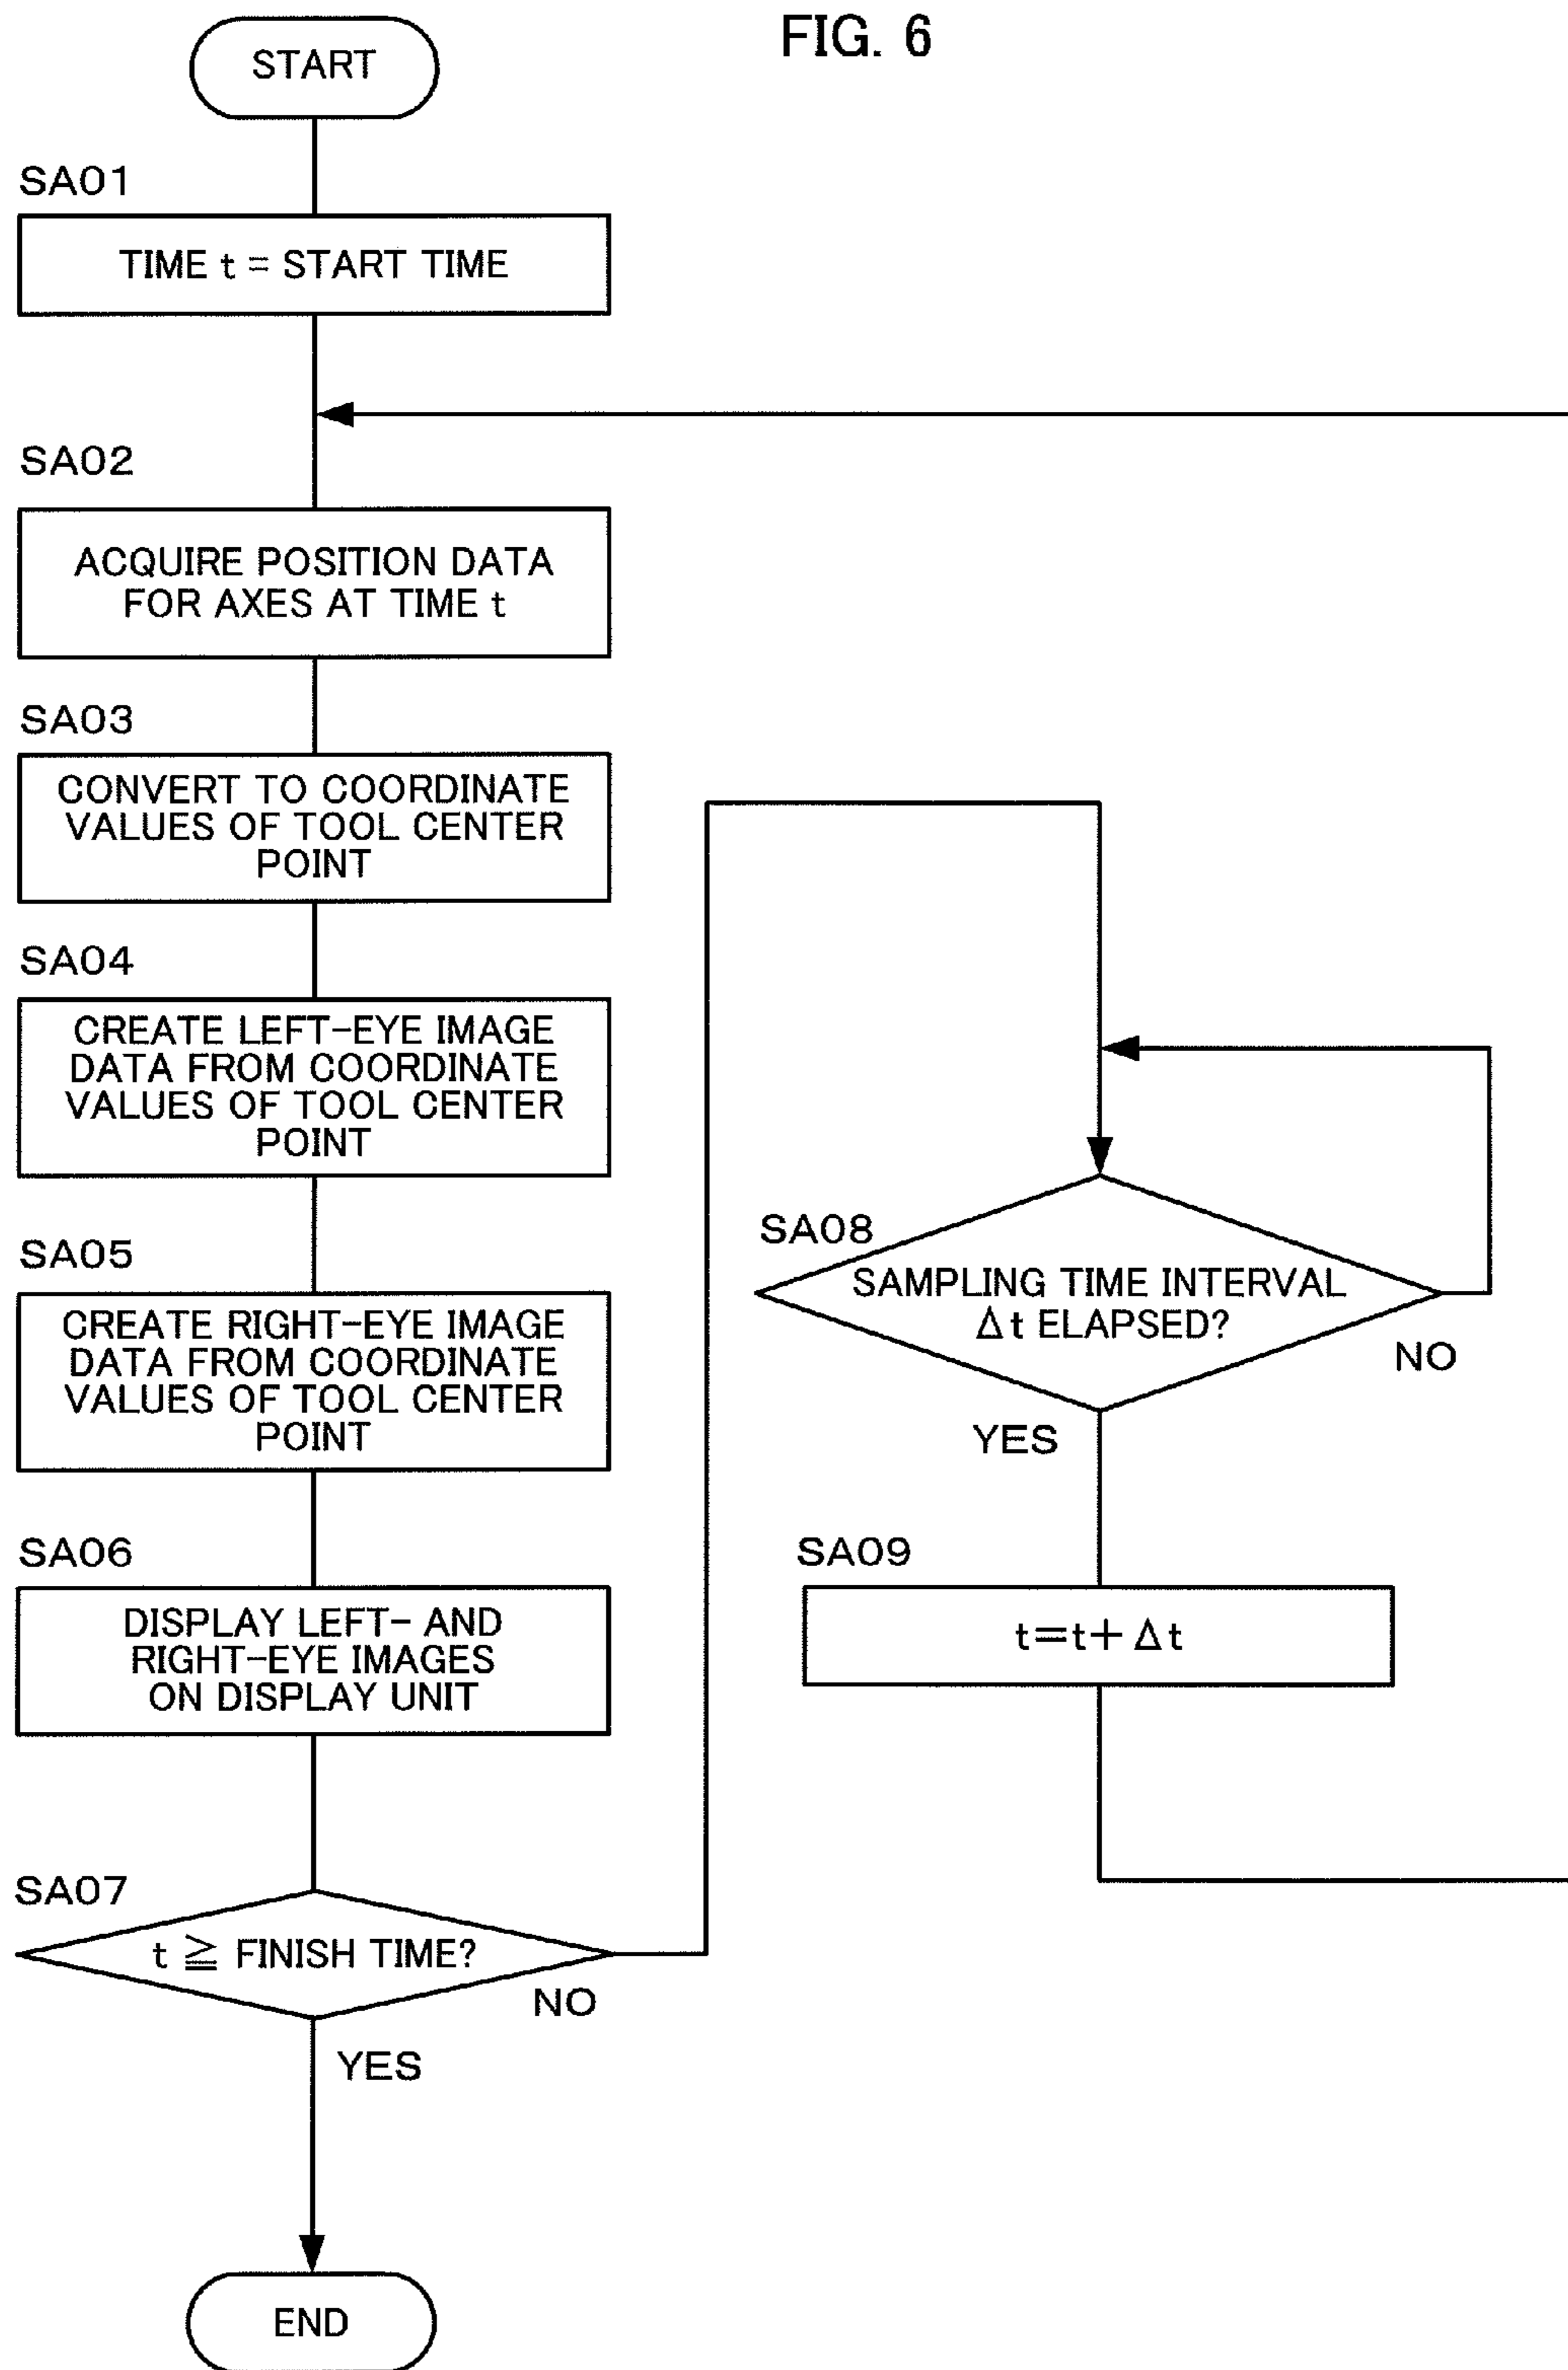 FIG. 6
START
SA01
TIME t = START TIME
SA02
ACQUIRE POSITION DATA
FOR AXES AT TIME t
SA03
CONVERT TO COORDINATE
VALUES OF TOOL CENTER
POINT
SA04
CREATE LEFT-EYE IMAGE
DATA FROM COORDINATE
VALUES OF TOOL CENTER
POINT
SA05
CREATE RIGHT-EYE IMAGE
DATA FROM COORDINATE
VALUES OF TOOL CENTER
POINT
SA06
DISPLAY LEFT- AND
RIGHT-EYE IMAGES
ON DISPLAY UNIT
SA07
t ≧ FINISH TIME?
NO
YES
END
SA08
SAMPLING TIME INTERVAL
Δt ELAPSED?
NO
YES
SA09
t=t+ Δt